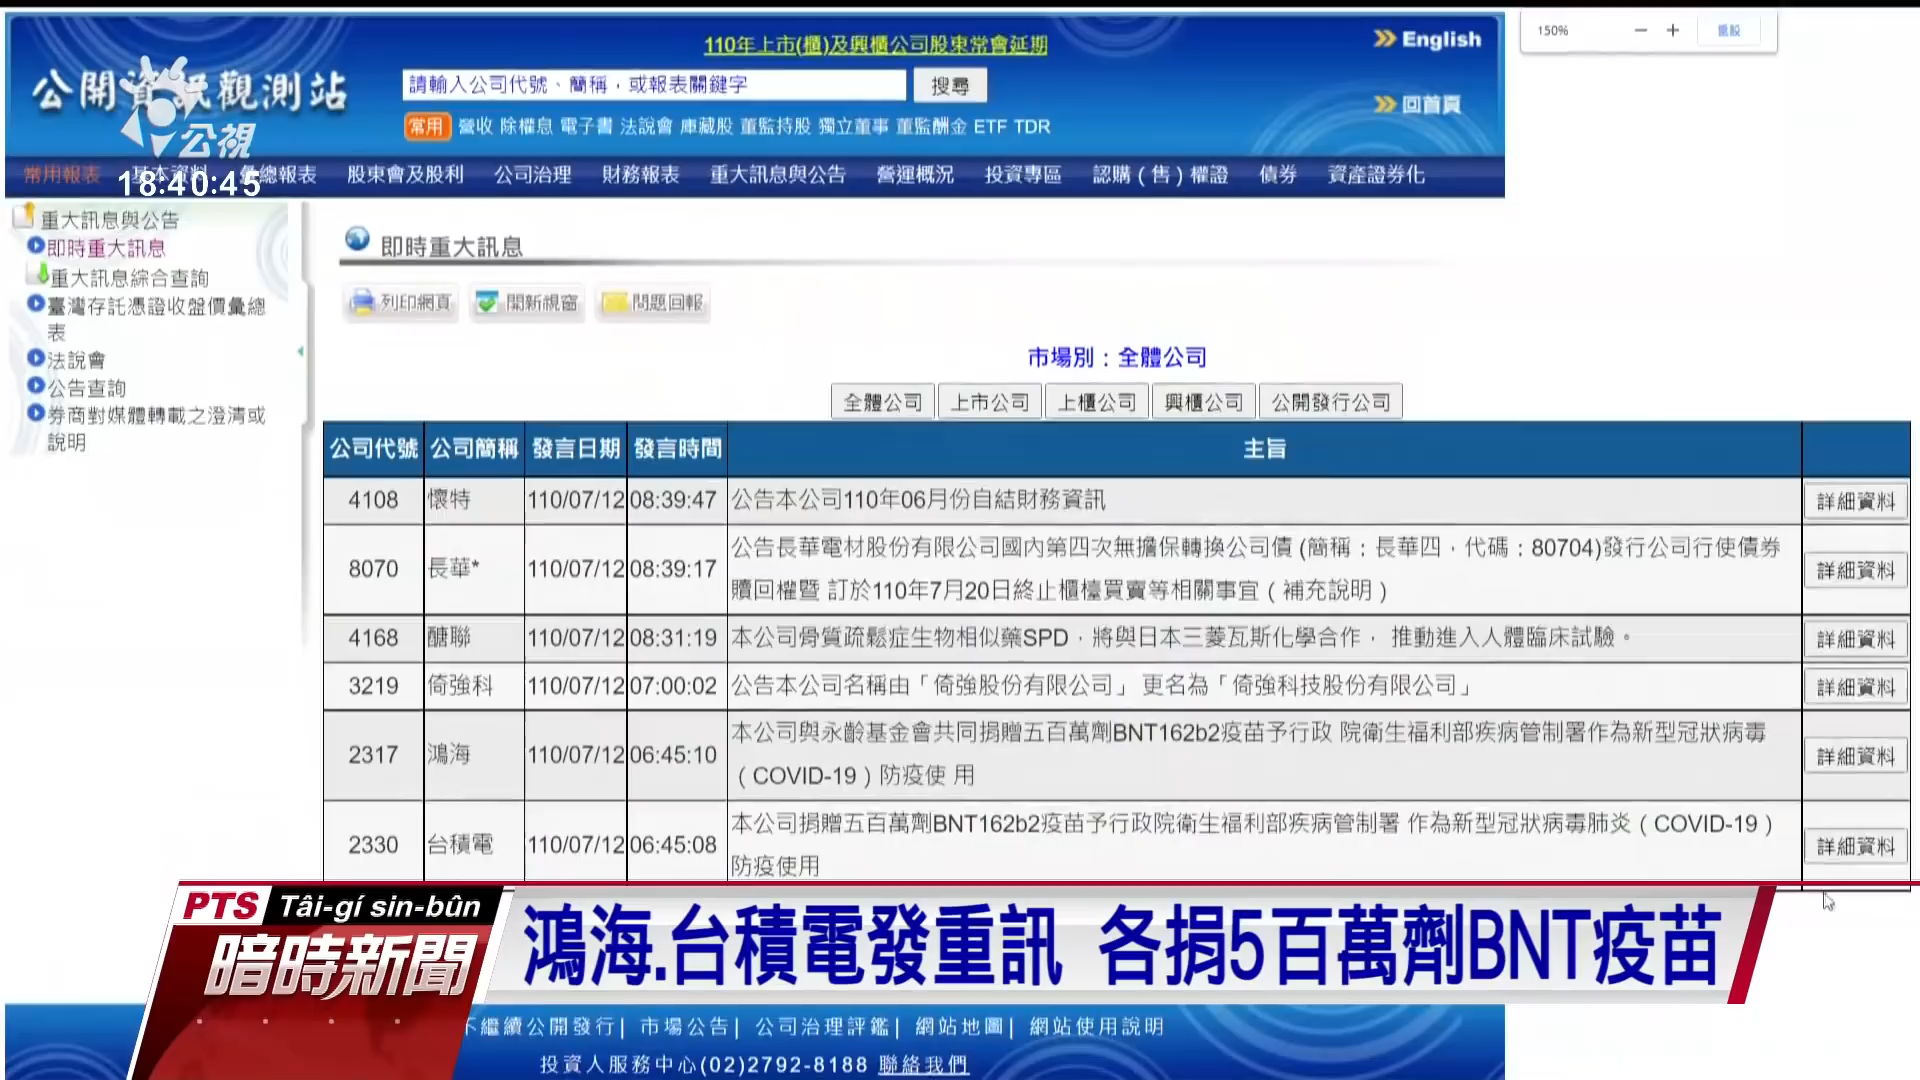 110年上市(櫃)及興櫃公司股東常會延期
English
150%
重設
公開資訊觀測站
請輸入公司代號、簡稱，或報表關鍵字
搜尋
回首頁
公視
常用 營收 除權息 電子書 法說會 庫藏股 董監持股 獨立董事 董監酬金 ETF TDR
常用報表 基本資料 彙總報表 股東會及股利 公司治理 財務報表 重大訊息與公告 營運概況 投資專區 認購（售）權證 債券 資產證券化
18:40:45
重大訊息與公告
即時重大訊息
重大訊息綜合查詢
臺灣存託憑證收盤價彙總
表
法說會
公告查詢
券商對媒體轉載之澄清或
說明
即時重大訊息
列印網頁 開新視窗 問題回報
市場別：全體公司
全體公司 上市公司 上櫃公司 興櫃公司 公開發行公司
公司代號 公司簡稱 發言日期 發言時間 主旨
4108 懷特 110/07/12 08:39:47 公告本公司110年06月份自結財務資訊 詳細資料
8070 長華* 110/07/12 08:39:17 公告長華電材股份有限公司國內第四次無擔保轉換公司債 (簡稱：長華四，代碼：80704)發行公司行使債券
贖回權暨 訂於110年7月20日終止櫃檯買賣等相關事宜（補充說明） 詳細資料
4168 醣聯 110/07/12 08:31:19 本公司骨質疏鬆症生物相似藥SPD，將與日本三菱瓦斯化學合作， 推動進入人體臨床試驗。 詳細資料
3219 倚強科 110/07/12 07:00:02 公告本公司名稱由「倚強股份有限公司」 更名為「倚強科技股份有限公司」 詳細資料
2317 鴻海 110/07/12 06:45:10 本公司與永齡基金會共同捐贈五百萬劑BNT162b2疫苗予行政 院衛生福利部疾病管制署作為新型冠狀病毒
（COVID-19）防疫使 用 詳細資料
2330 台積電 110/07/12 06:45:08 本公司捐贈五百萬劑BNT162b2疫苗予行政院衛生福利部疾病管制署 作為新型冠狀病毒肺炎（COVID-19）
防疫使用 詳細資料
PTS Tâi-gí sin-bûn
暗時新聞
鴻海.台積電發重訊 各捐5百萬劑BNT疫苗
不繼續公開發行| 市場公告| 公司治理評鑑| 網站地圖| 網站使用說明
投資人服務中心(02)2792-8188 聯絡我們